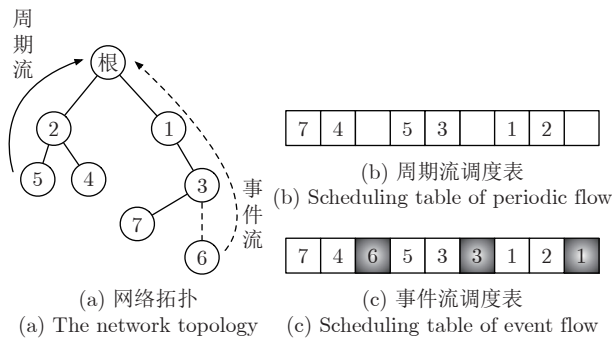 周期流
根
2
1
5
4
3
7
6
事件流
(a) 网络拓扑
(a) The network topology
7 4 5 3 1 2
(b) 周期流调度表
(b) Scheduling table of periodic flow
7 4 6 5 3 3 1 2 1
(c) 事件流调度表
(c) Scheduling table of event flow